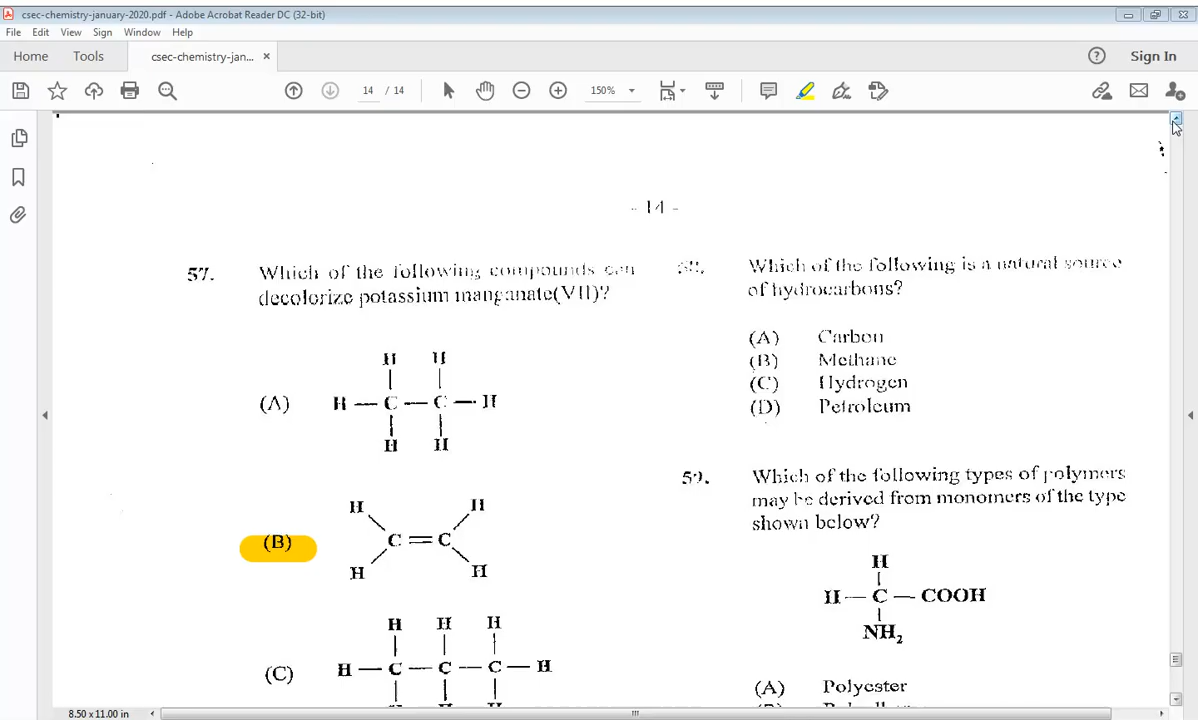 csec-chemistry-january-2020.pdf - Adobe Acrobat Reader DC (32-bit)
File Edit View Sign Window Help
Home Tools csec-chemistry-jan... × Sign In
14 / 14 150%
- 14 -
57. Which of the following compounds can
decolorize potassium manganate(VII)?
(A)
H H
H — C — C — H
H H
(B)
H H
C = C
H H
(C)
H H H
H — C — C — C — H
58. Which of the following is a natural source
of hydrocarbons?
(A) Carbon
(B) Methane
(C) Hydrogen
(D) Petroleum
59. Which of the following types of polymers
may be derived from monomers of the type
shown below?
H
H — C — COOH
NH₂
(A) Polyester
8.50 x 11.00 in